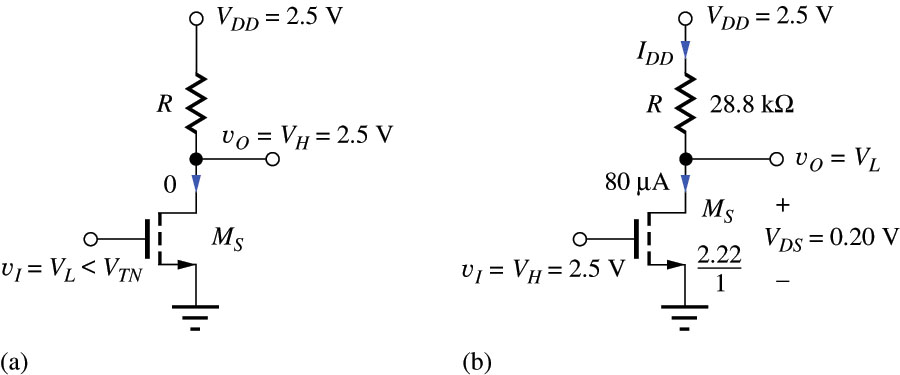 V_DD = 2.5 V
R
v_O = V_H = 2.5 V
0
M_S
v_I = V_L < V_TN
(a)
V_DD = 2.5 V
I_DD
R
28.8 kΩ
v_O = V_L
80 μA
M_S
+
V_DS = 0.20 V
v_I = V_H = 2.5 V
2.22
1
–
(b)